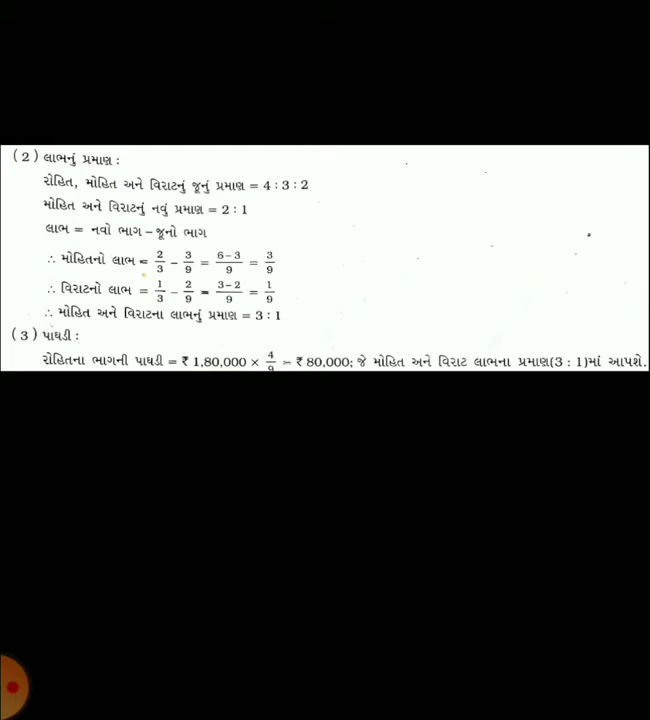 (2) લાભનું પ્રમાણ :
રોહિત, મોહિત અને વિરાટનું જૂનું પ્રમાણ = 4 : 3 : 2
મોહિત અને વિરાટનું નવું પ્રમાણ = 2 : 1
લાભ = નવો ભાગ – જૂનો ભાગ
∴ મોહિતનો લાભ = 2/3 – 3/9 = 6–3/9 = 3/9
∴ વિરાટનો લાભ = 1/3 – 2/9 = 3–2/9 = 1/9
∴ મોહિત અને વિરાટના લાભનું પ્રમાણ = 3 : 1
(3) પાઘડી :
રોહિતના ભાગની પાઘડી = ₹ 1,80,000 × 4/9 = ₹ 80,000; જે મોહિત અને વિરાટ લાભના પ્રમાણ(3 : 1)માં આપશે.